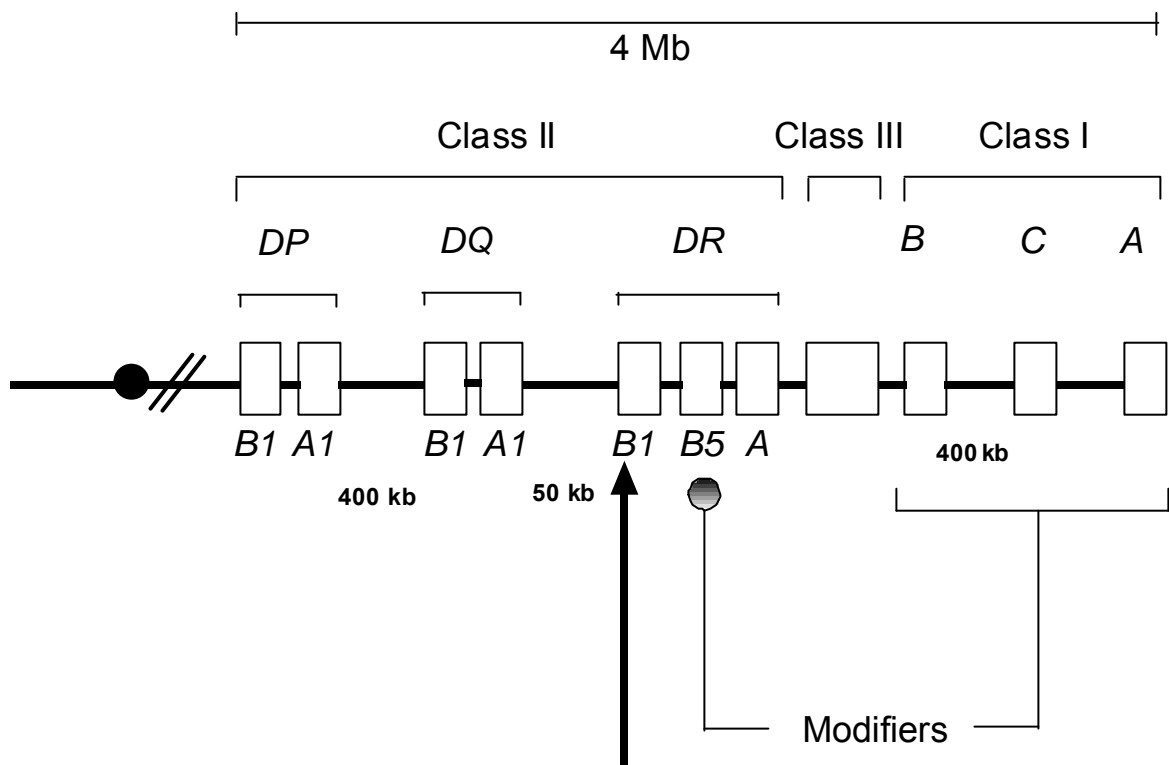 4 Mb
Class II Class III Class I
DP DQ DR B C A
B1 A1 B1 A1 B1 B5 A
400 kb 50 kb 400 kb
Modifiers